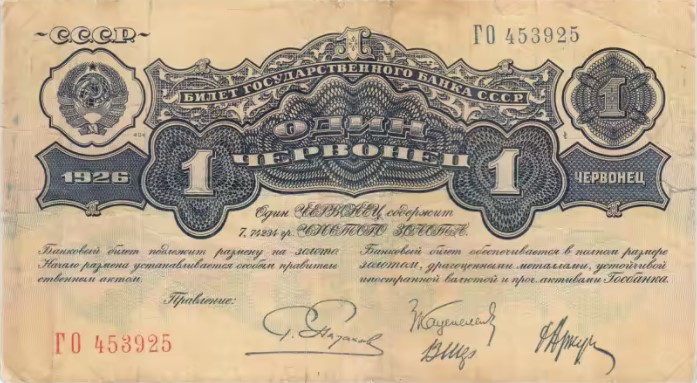 СССР
ГО 453925
БИЛЕТ ГОСУДАРСТВЕННОГО БАНКА С.С.С.Р.
1
ОДИН
ЧЕРВОНЕЦ
1926
1
1
ЧЕРВОНЕЦ
Один ЧЕРВОНЕЦ содержит
7,74234 гр. ЧИСТОГО ЗОЛОТА.
Банковый билет подлежит размену на золото.
Начало размена устанавливается особым правитель
ственным актом.
Банковый билет обеспечивается в полном размере
золотом, драгоценными металлами, устойчивой
иностранной валютой и проч. активами Госбанка.
Правление:
ГО 453925